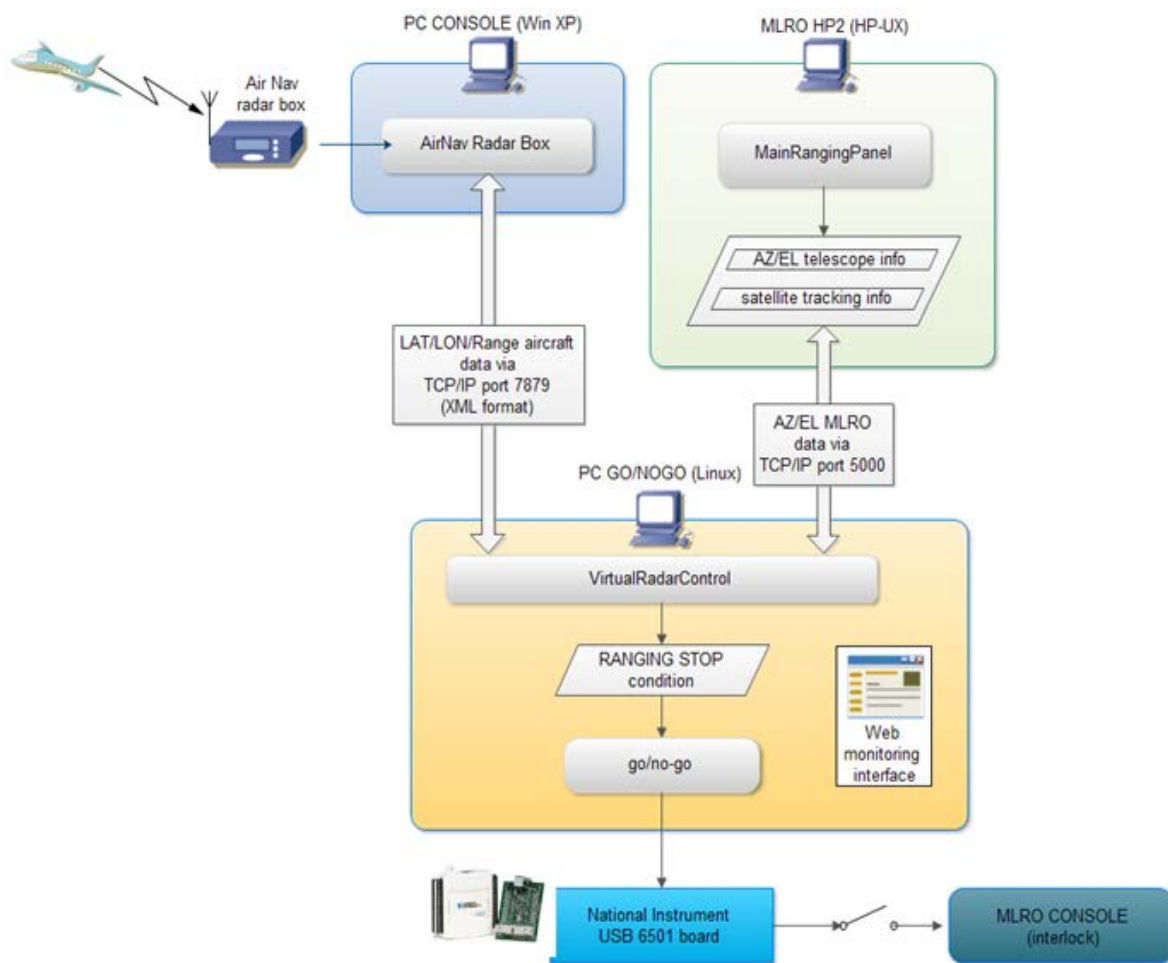 PC CONSOLE (Win XP)
MLRO HP2 (HP-UX)
Air Nav
radar box
AirNav Radar Box
MainRangingPanel
AZ/EL telescope info
satellite tracking info
LAT/LON/Range aircraft
data via
TCP/IP port 7879
(XML format)
AZ/EL MLRO
data via
TCP/IP port 5000
PC GO/NOGO (Linux)
VirtualRadarControl
RANGING STOP
condition
Web
monitoring
interface
go/no-go
National Instrument
USB 6501 board
MLRO CONSOLE
(interlock)